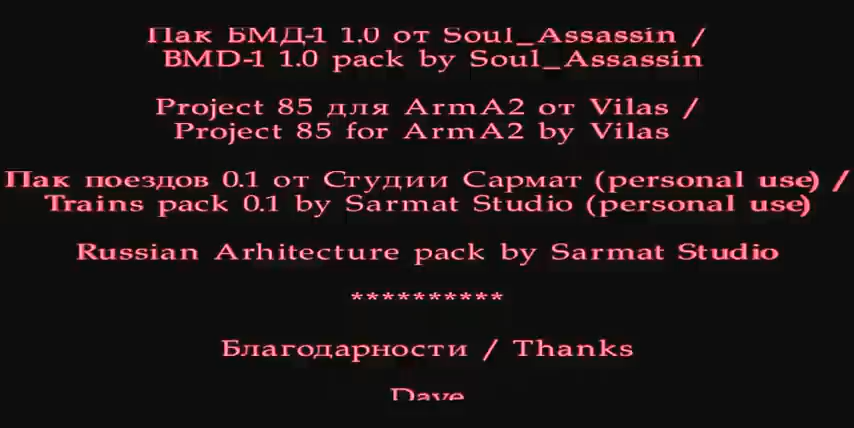 Пак БМД-1 1.0 от Soul_Assassin /
BMD-1 1.0 pack by Soul_Assassin
Project 85 для ArmA2 от Vilas /
Project 85 for ArmA2 by Vilas
Пак поездов 0.1 от Студии Сармат (personal use) /
Trains pack 0.1 by Sarmat Studio (personal use)
Russian Arhitecture pack by Sarmat Studio
**********
Благодарности / Thanks
Dave